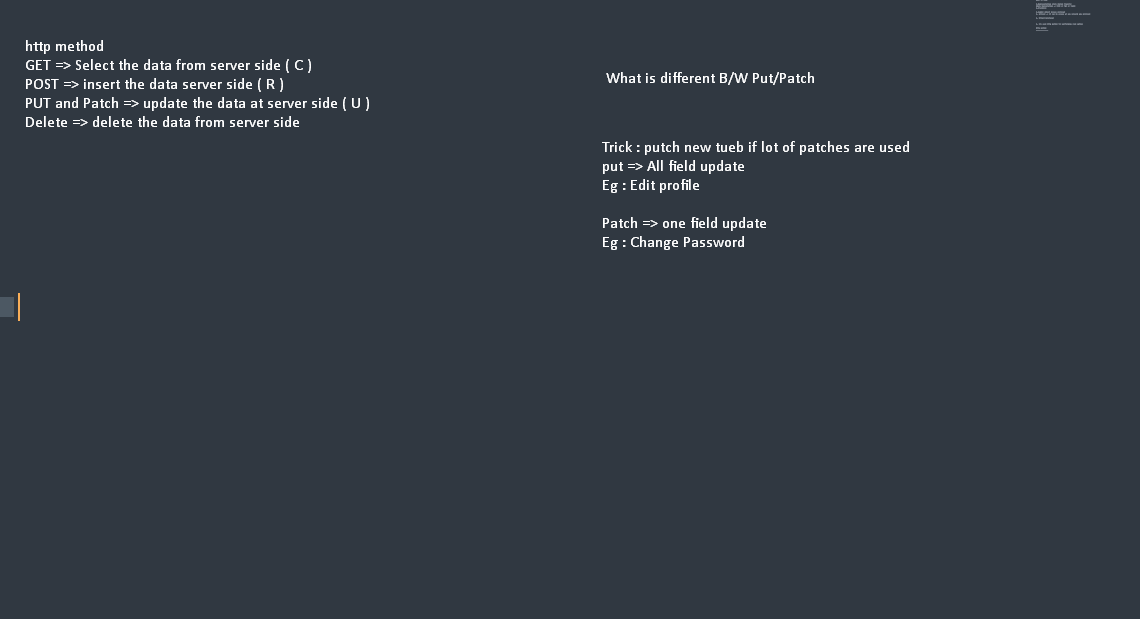 http method
GET => Select the data from server side ( C )
POST => insert the data server side ( R )
PUT and Patch => update the data at server side ( U )
Delete => delete the data from server side
What is different B/W Put/Patch
Trick : putch new tueb if lot of patches are used
put => All field update
Eg : Edit profile
Patch => one field update
Eg : Change Password